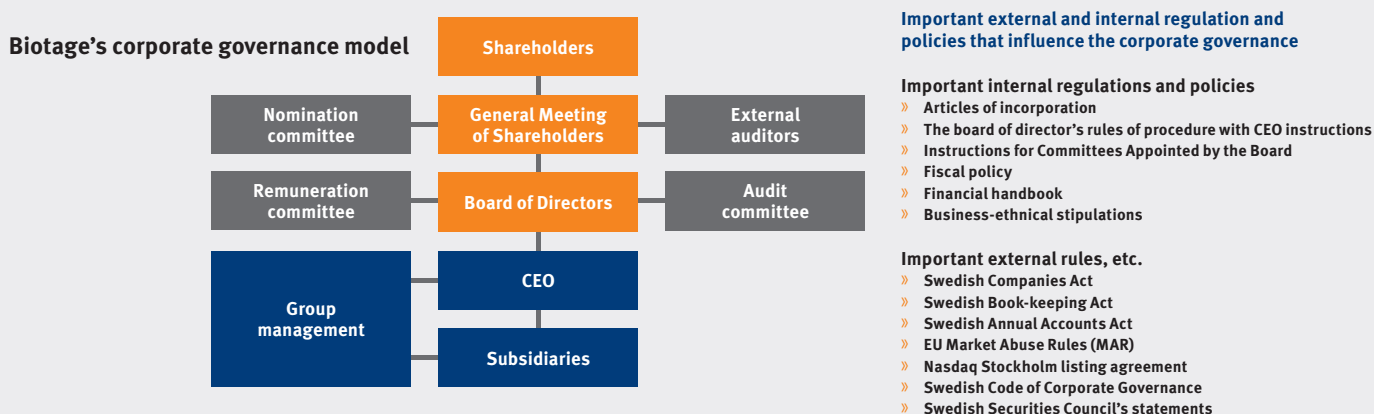 Biotage’s corporate governance model
Shareholders
Nomination
committee
General Meeting
of Shareholders
External
auditors
Remuneration
committee
Board of Directors
Audit
committee
Group
management
CEO
Subsidiaries
Important external and internal regulation and
policies that influence the corporate governance
Important internal regulations and policies
» Articles of incorporation
» The board of director’s rules of procedure with CEO instructions
» Instructions for Committees Appointed by the Board
» Fiscal policy
» Financial handbook
» Business-ethnical stipulations
Important external rules, etc.
» Swedish Companies Act
» Swedish Book-keeping Act
» Swedish Annual Accounts Act
» EU Market Abuse Rules (MAR)
» Nasdaq Stockholm listing agreement
» Swedish Code of Corporate Governance
» Swedish Securities Council’s statements